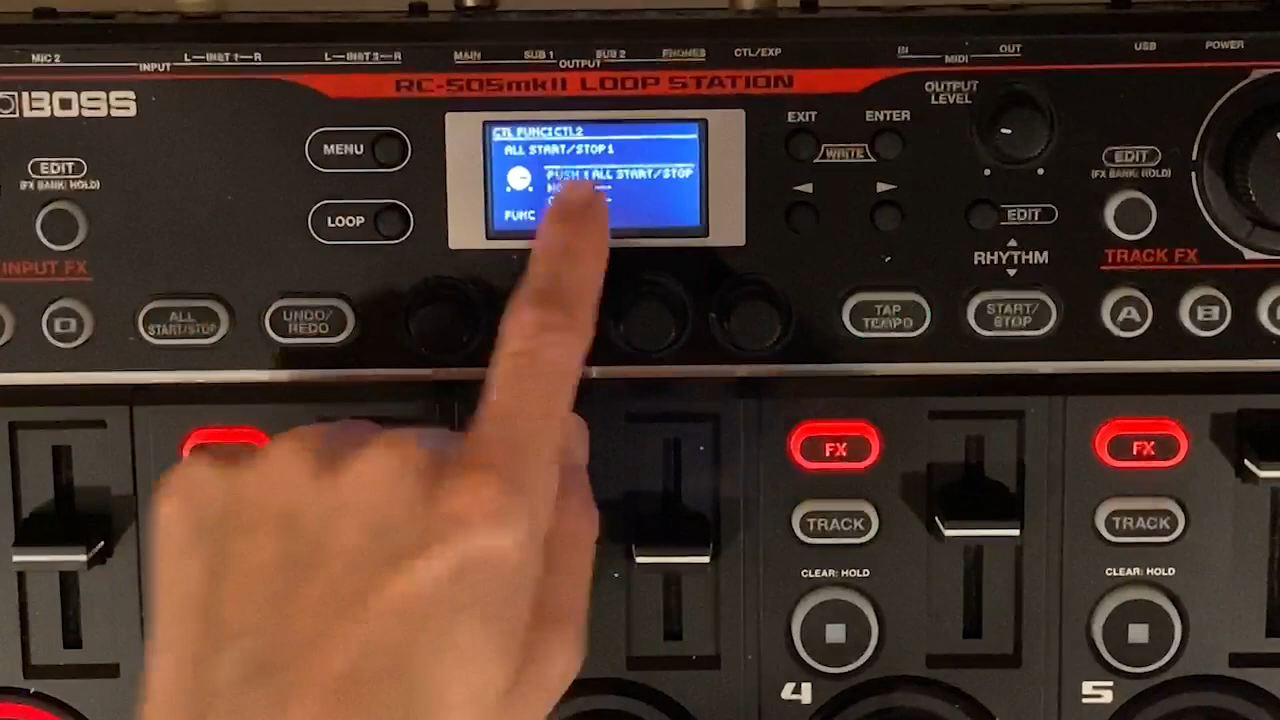 MIC 2
INPUT
L—INST 1—R
L—INST 2—R
MAIN
SUB 1
SUB 2
OUTPUT
PHONES
CTL/EXP
IN
MIDI
OUT
USB
POWER
RC-505mkII LOOP STATION
BOSS
EDIT
(FX BANK: HOLD)
INPUT FX
D
MENU
LOOP
ALL
START/STOP
UNDO/
REDO
CTL FUNC:CTL2
ALL START/STOP1
PUSH:ALL START/STOP
FUNC
EXIT
ENTER
WRITE
OUTPUT
LEVEL
EDIT
RHYTHM
TAP
TEMPO
START/
STOP
EDIT
(FX BANK: HOLD)
TRACK FX
A
B
FX
TRACK
CLEAR: HOLD
4
FX
TRACK
CLEAR: HOLD
5